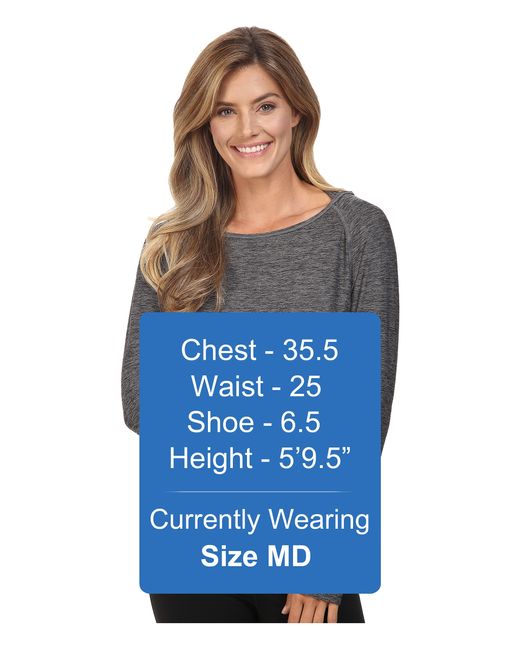 Chest - 35.5
Waist - 25
Shoe - 6.5
Height - 5’9.5”
Currently Wearing
Size MD